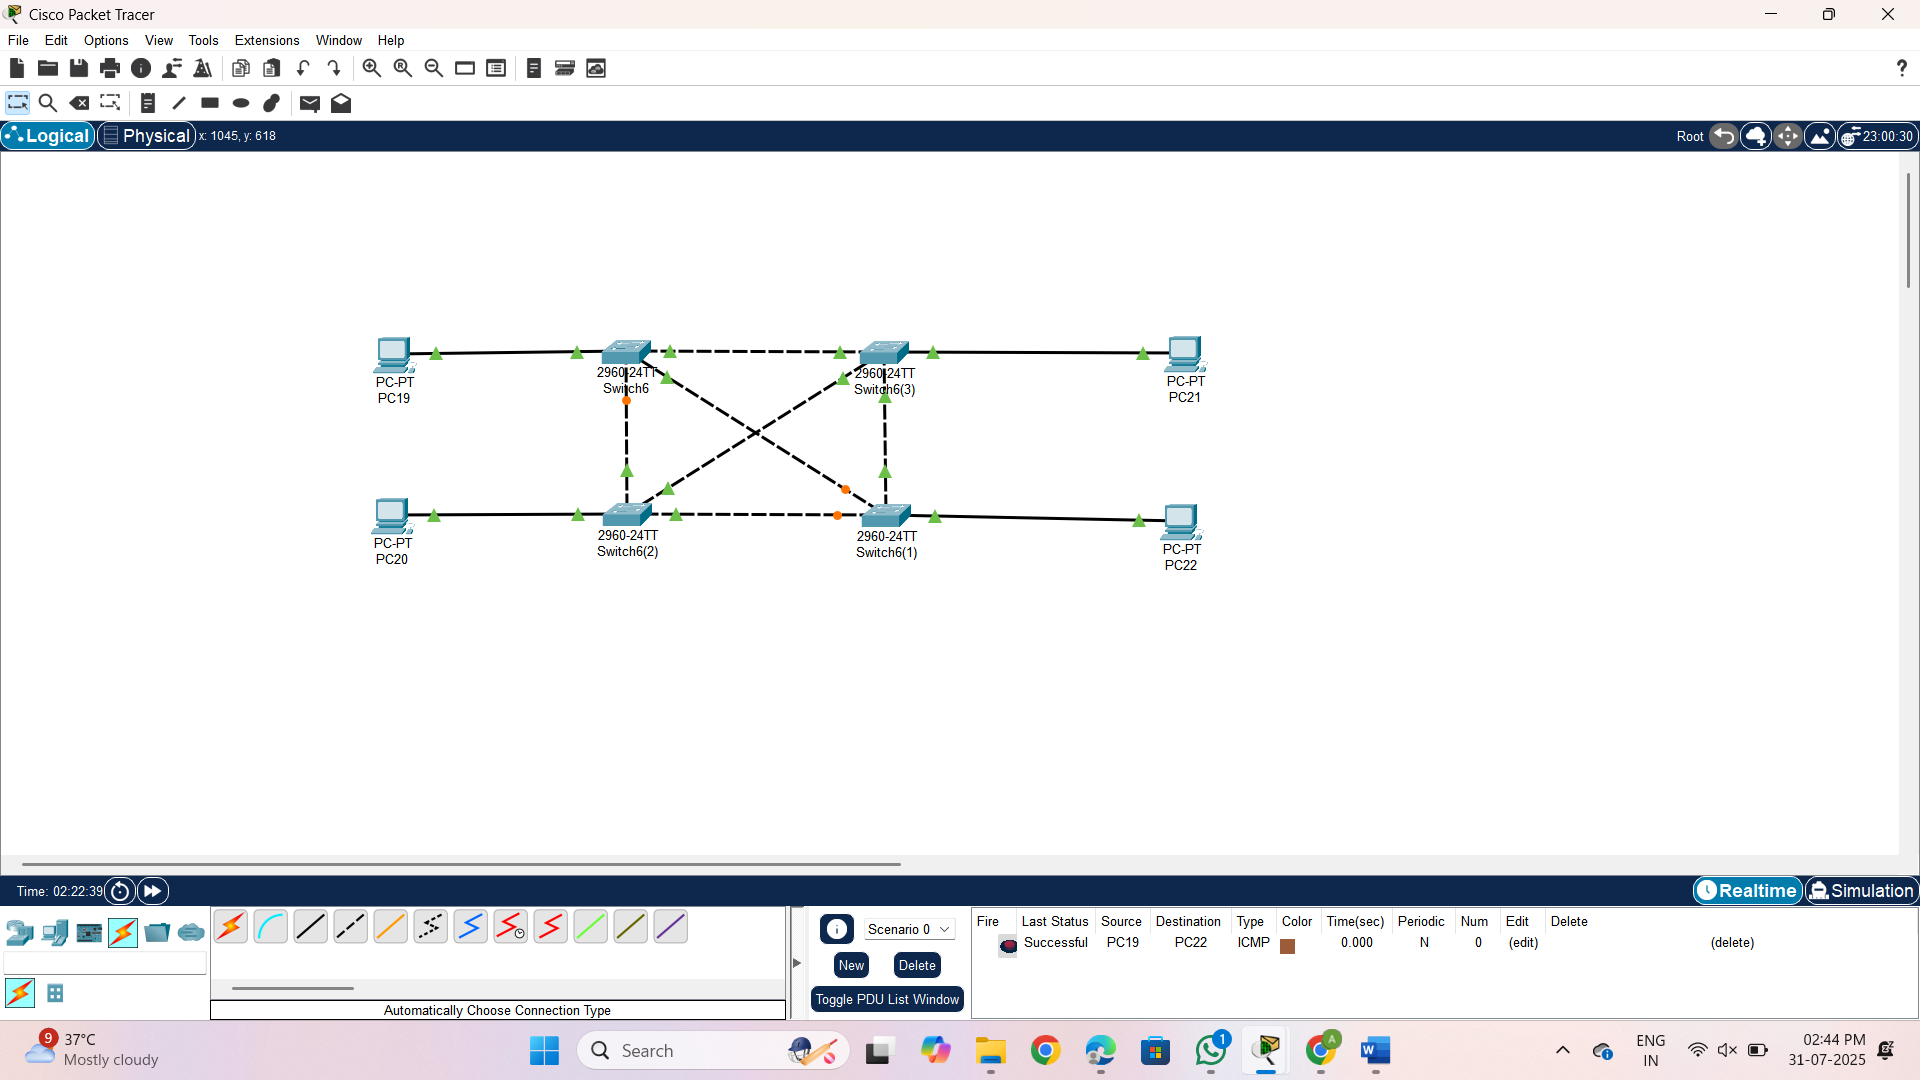 Cisco Packet Tracer
File Edit Options View Tools Extensions Window Help
?
Logical Physical x: 1045, y: 618 Root 23:00:30
PC-PT
PC19
2960-24TT
Switch6
2960-24TT
Switch6(3)
PC-PT
PC21
PC-PT
PC20
2960-24TT
Switch6(2)
2960-24TT
Switch6(1)
PC-PT
PC22
Time: 02:22:39 Realtime Simulation
Automatically Choose Connection Type
Scenario 0
New Delete
Toggle PDU List Window
Fire Last Status Source Destination Type Color Time(sec) Periodic Num Edit Delete
Successful PC19 PC22 ICMP 0.000 N 0 (edit) (delete)
9 37°C
Mostly cloudy
Search
1
A
ENG
IN
02:44 PM
31-07-2025